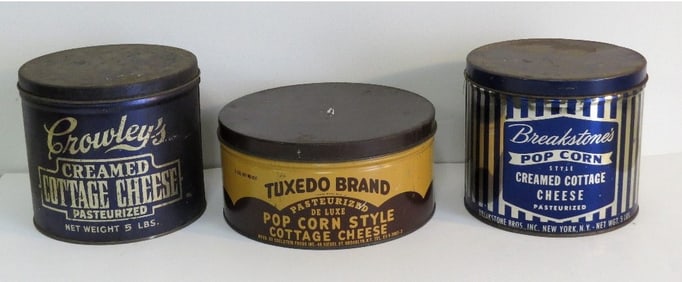 Crowley's
CREAMED
COTTAGE CHEESE
PASTEURIZED
NET WEIGHT 5 LBS.
TUXEDO BRAND
PASTEURIZED
DE LUXE
POP CORN STYLE
COTTAGE CHEESE
Breakstone's
POP CORN
STYLE
CREAMED COTTAGE
CHEESE
PASTEURIZED
BREAKSTONE BROS., INC. NEW YORK, N.Y. - NET WT. 5 LBS.